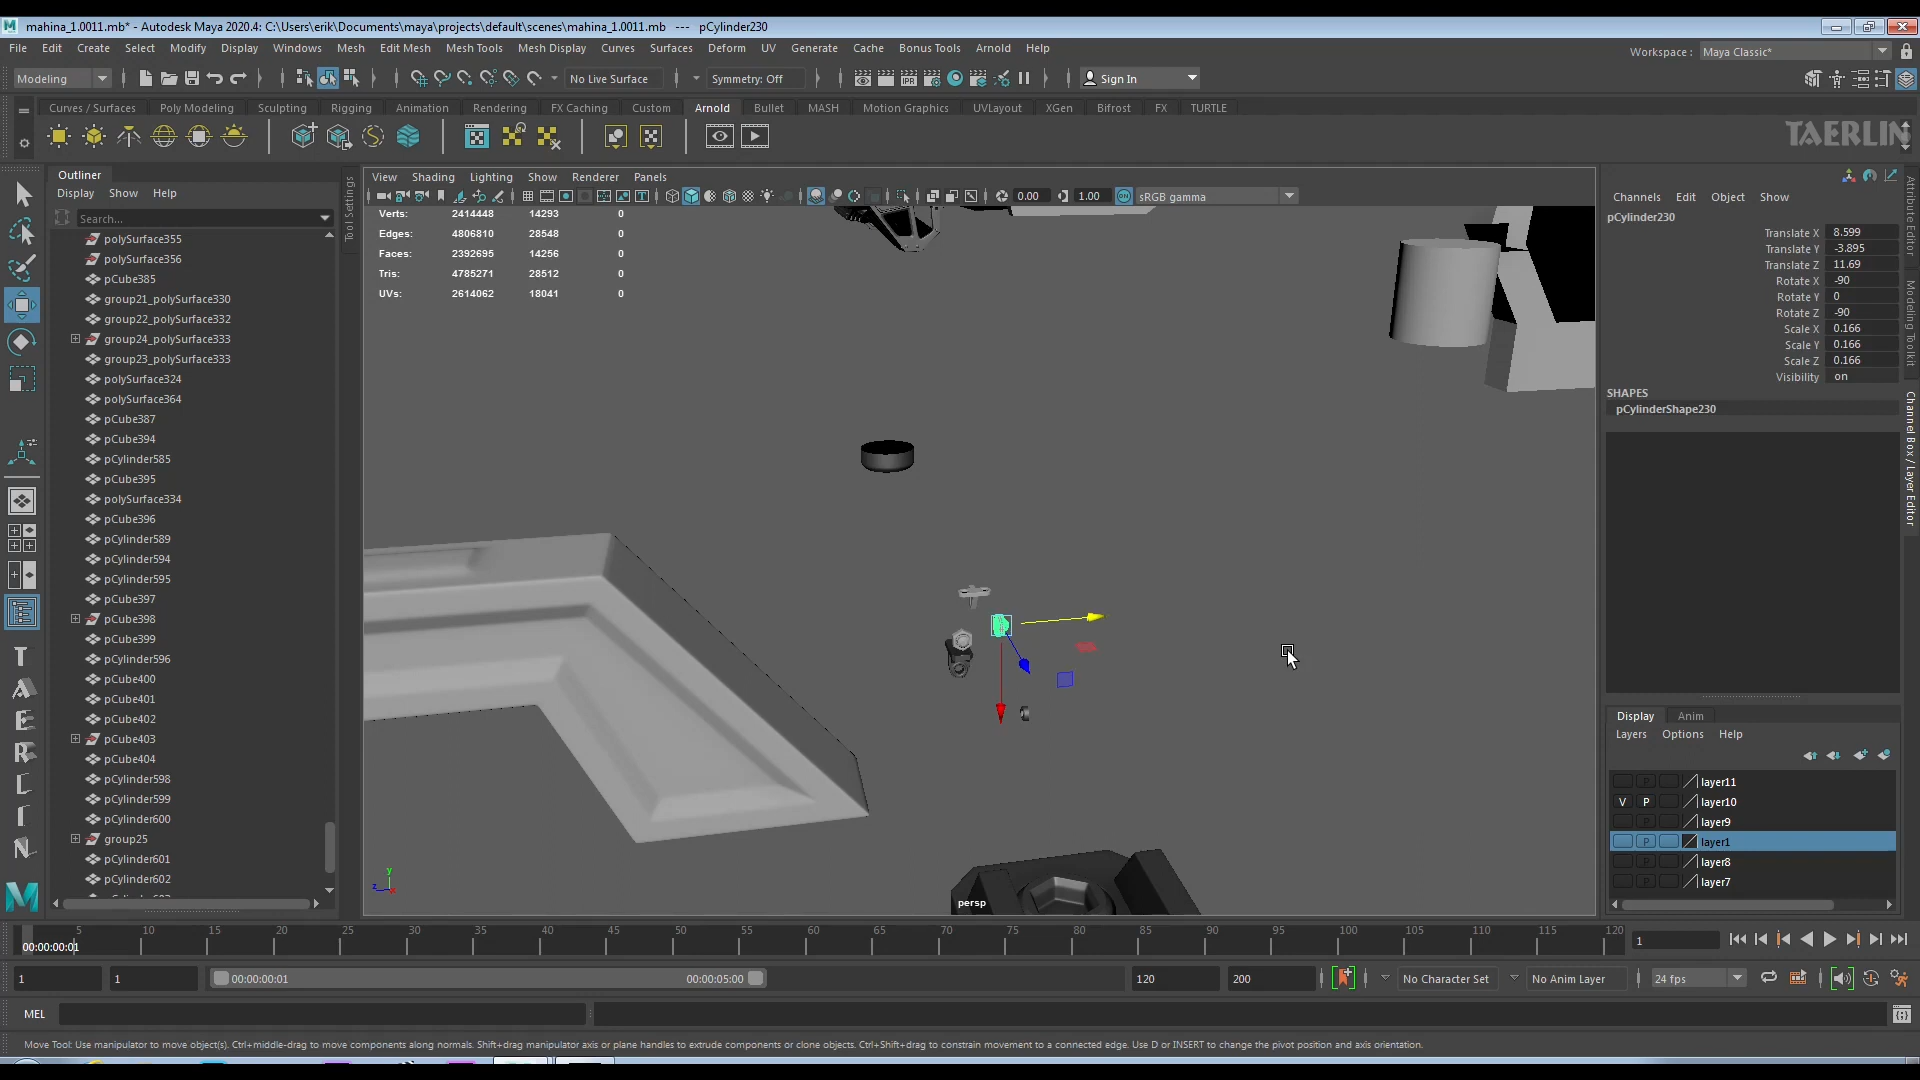 mahina_1.0011.mb* - Autodesk Maya 2020.4: C:\Users\erik\Documents\maya\projects\default\scenes\mahina_1.0011.mb --- pCylinder230
File Edit Create Select Modify Display Windows Mesh Edit Mesh Mesh Tools Mesh Display Curves Surfaces Deform UV Generate Cache Bonus Tools Arnold Help
Workspace : Maya Classic*
Modeling No Live Surface Symmetry: Off IPR Sign In
Curves / Surfaces Poly Modeling Sculpting Rigging Animation Rendering FX Caching Custom Arnold Bullet MASH Motion Graphics UVLayout XGen Bifrost FX TURTLE
TAERLIN
Outliner
Display Show Help
Search...
polySurface355
polySurface356
pCube385
group21_polySurface330
group22_polySurface332
group24_polySurface333
group23_polySurface333
polySurface324
polySurface364
pCube387
pCube394
pCylinder585
pCube395
polySurface334
pCube396
pCylinder589
pCylinder594
pCylinder595
pCube397
pCube398
pCube399
pCylinder596
pCube400
pCube401
pCube402
pCube403
pCube404
pCylinder598
pCylinder599
pCylinder600
group25
pCylinder601
pCylinder602
Tool Settings
View Shading Lighting Show Renderer Panels
0.00 1.00 ON sRGB gamma
Verts: 2414448 14293 0
Edges: 4806810 28548 0
Faces: 2392695 14256 0
Tris: 4785271 28512 0
UVs: 2614062 18041 0
y
z x
persp
Channels Edit Object Show
pCylinder230
Translate X 8.599
Translate Y -3.895
Translate Z 11.69
Rotate X -90
Rotate Y 0
Rotate Z -90
Scale X 0.166
Scale Y 0.166
Scale Z 0.166
Visibility on
SHAPES
pCylinderShape230
Attribute Editor
Modeling Toolkit
Channel Box / Layer Editor
Display Anim
Layers Options Help
P layer11
V P layer10
P layer9
P layer1
P layer8
P layer7
5 10 15 20 25 30 35 40 45 50 55 60 65 70 75 80 85 90 95 100 105 110 115 120
00:00:00:01
1
1 1 00:00:00:01 00:00:05:00 120 200 No Character Set No Anim Layer 24 fps
MEL
Move Tool: Use manipulator to move object(s). Ctrl+middle-drag to move components along normals. Shift+drag manipulator axis or plane handles to extrude components or clone objects. Ctrl+Shift+drag to constrain movement to a connected edge. Use D or INSERT to change the pivot position and axis orientation.